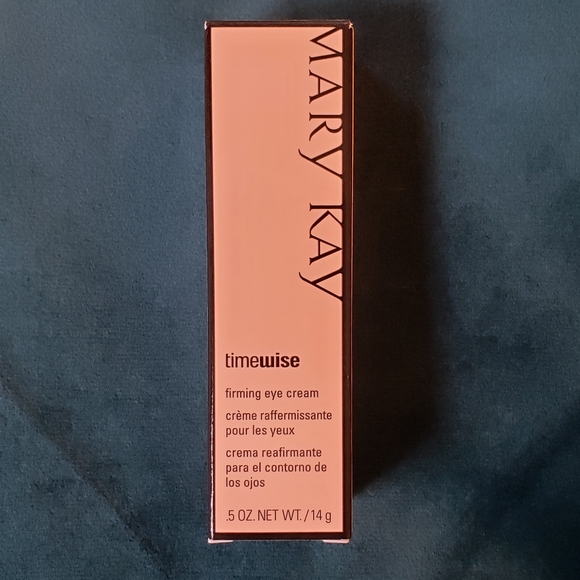 MARY KAY
timewise
firming eye cream
crème raffermissante
pour les yeux
crema reafirmante
para el contorno de
los ojos
.5 OZ. NET WT. / 14 g